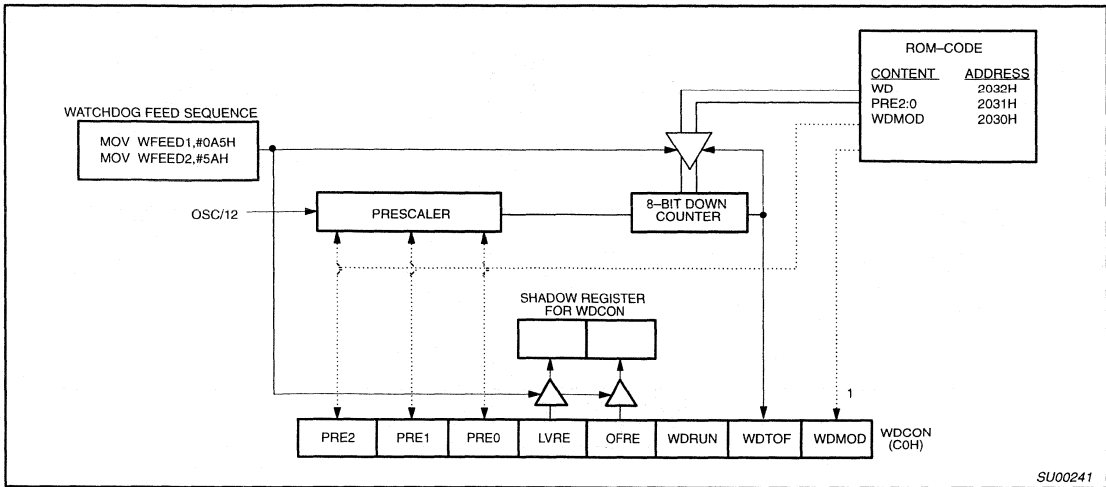 ROM–CODE
CONTENT ADDRESS
WD 2032H
PRE2:0 2031H
WDMOD 2030H
WATCHDOG FEED SEQUENCE
MOV WFEED1,#0A5H
MOV WFEED2,#5AH
OSC/12
PRESCALER
8–BIT DOWN
COUNTER
SHADOW REGISTER
FOR WDCON
1
PRE2 PRE1 PRE0 LVRE OFRE WDRUN WDTOF WDMOD
WDCON
(C0H)
SU00241